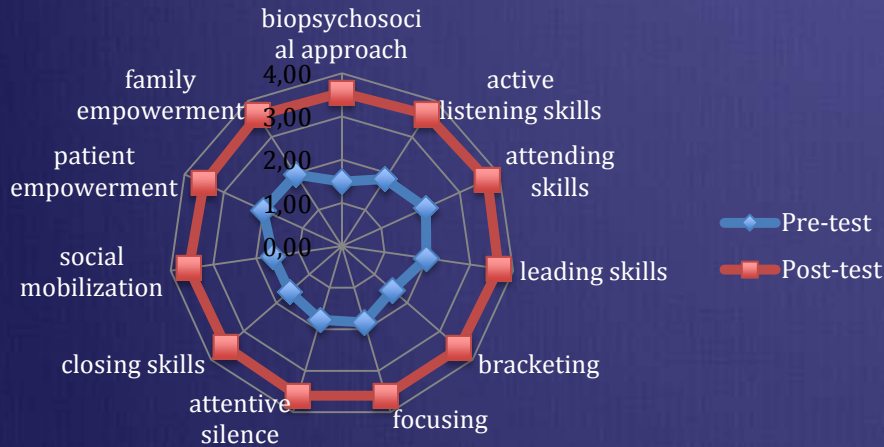 biopsychosoci
al approach
active
listening skills
attending
skills
leading skills
bracketing
focusing
attentive
silence
closing skills
social
mobilization
patient
empowerment
family
empowerment
4,00
3,00
2,00
1,00
0,00
Pre-test
Post-test